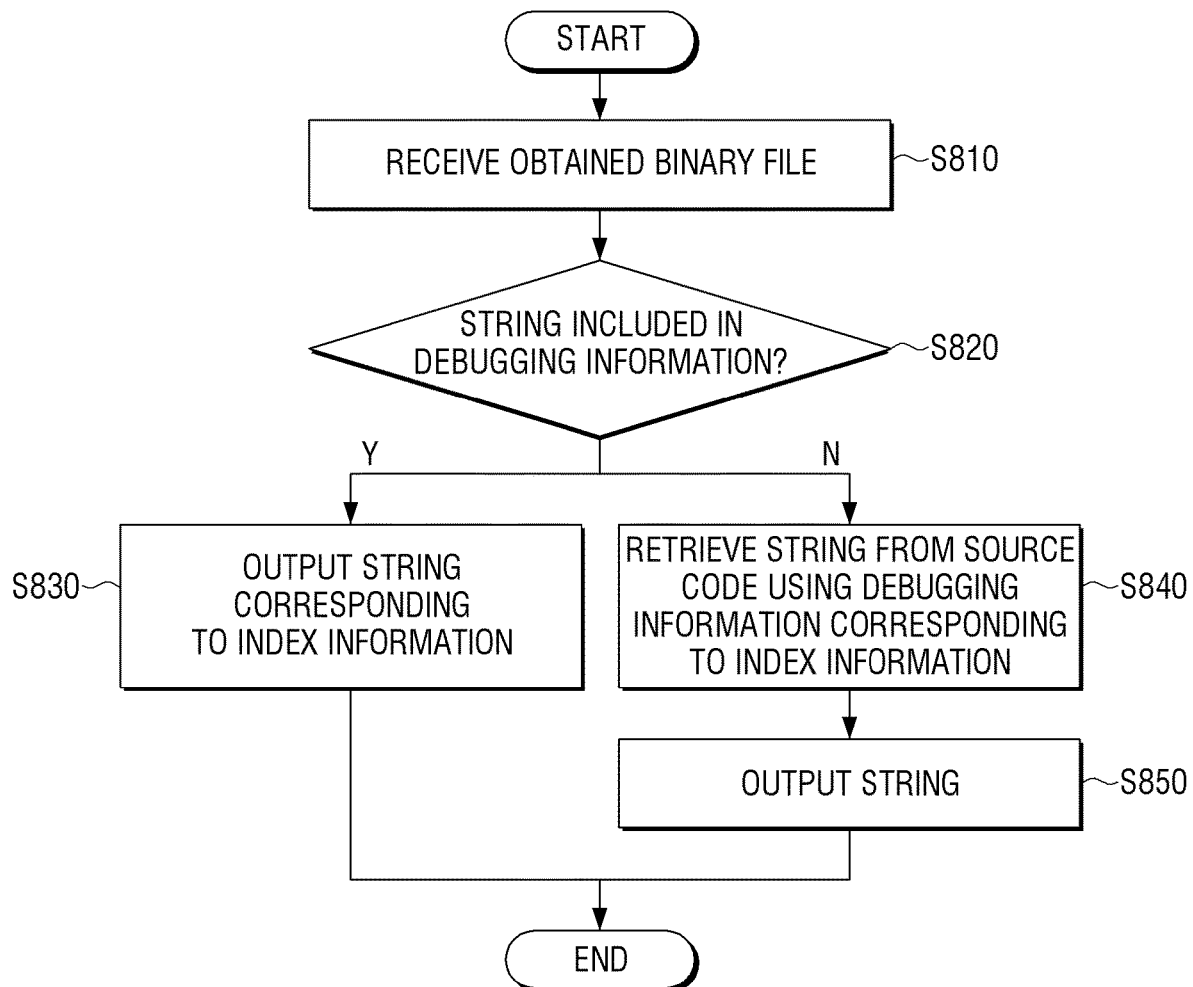 START
RECEIVE OBTAINED BINARY FILE
S810
STRING INCLUDED IN
DEBUGGING INFORMATION?
S820
Y
N
S830
OUTPUT STRING
CORRESPONDING
TO INDEX INFORMATION
RETRIEVE STRING FROM SOURCE
CODE USING DEBUGGING
INFORMATION CORRESPONDING
TO INDEX INFORMATION
S840
OUTPUT STRING
S850
END